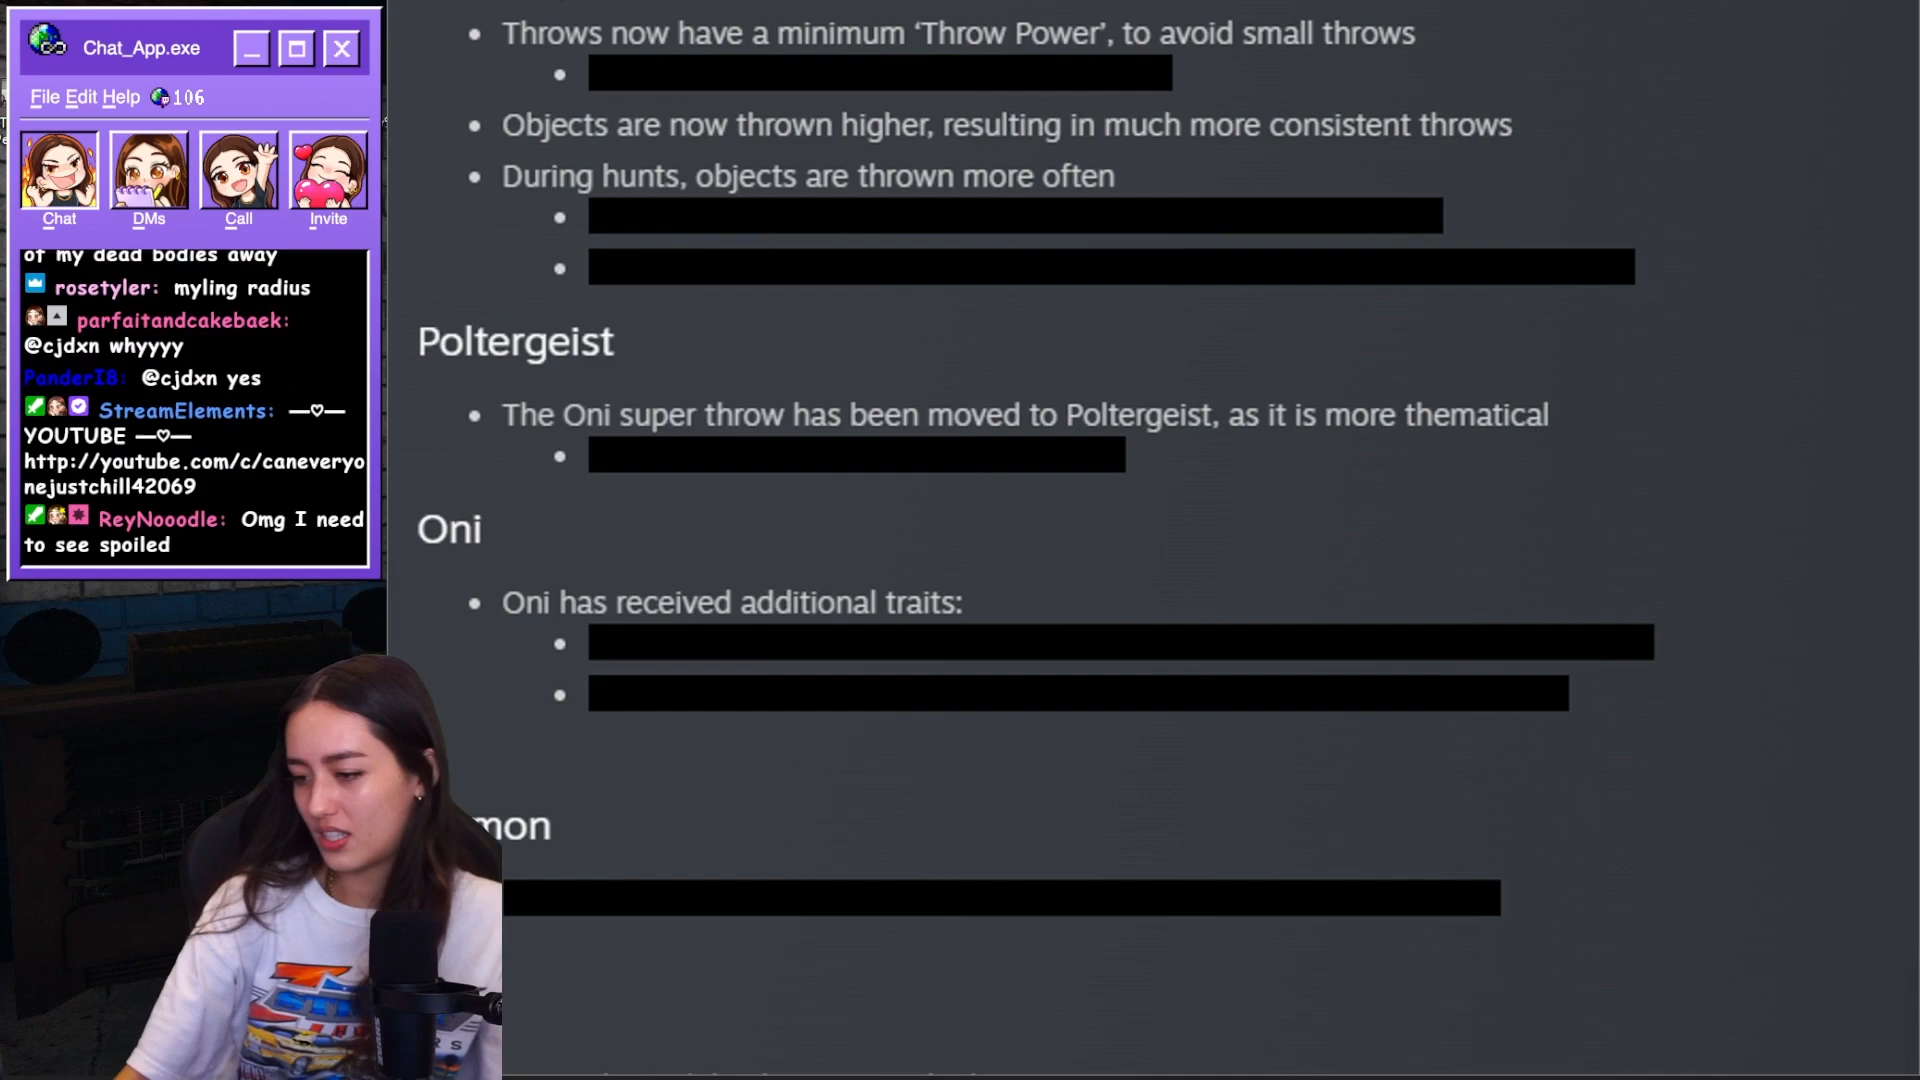 Chat_App.exe
File Edit Help 106
Chat DMs Call Invite
of my dead bodies away
rosetyler: myling radius
parfaitandcakebaek:
@cjdxn whyyyy
PanderI8: @cjdxn yes
StreamElements: —♡—
YOUTUBE —♡—
http://youtube.com/c/caneveryo
nejustchill42069
ReyNooodle: Omg I need
to see spoiled
Throws now have a minimum ‘Throw Power’, to avoid small throws
Objects are now thrown higher, resulting in much more consistent throws
During hunts, objects are thrown more often
Poltergeist
The Oni super throw has been moved to Poltergeist, as it is more thematical
Oni
Oni has received additional traits:
mon